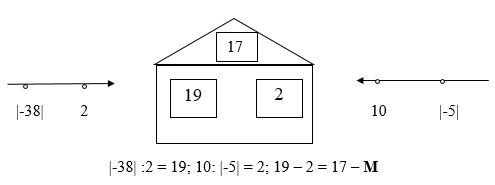 17
19 2
|-38| 2 10 |-5|
|-38| :2 = 19; 10: |-5| = 2; 19 – 2 = 17 – M